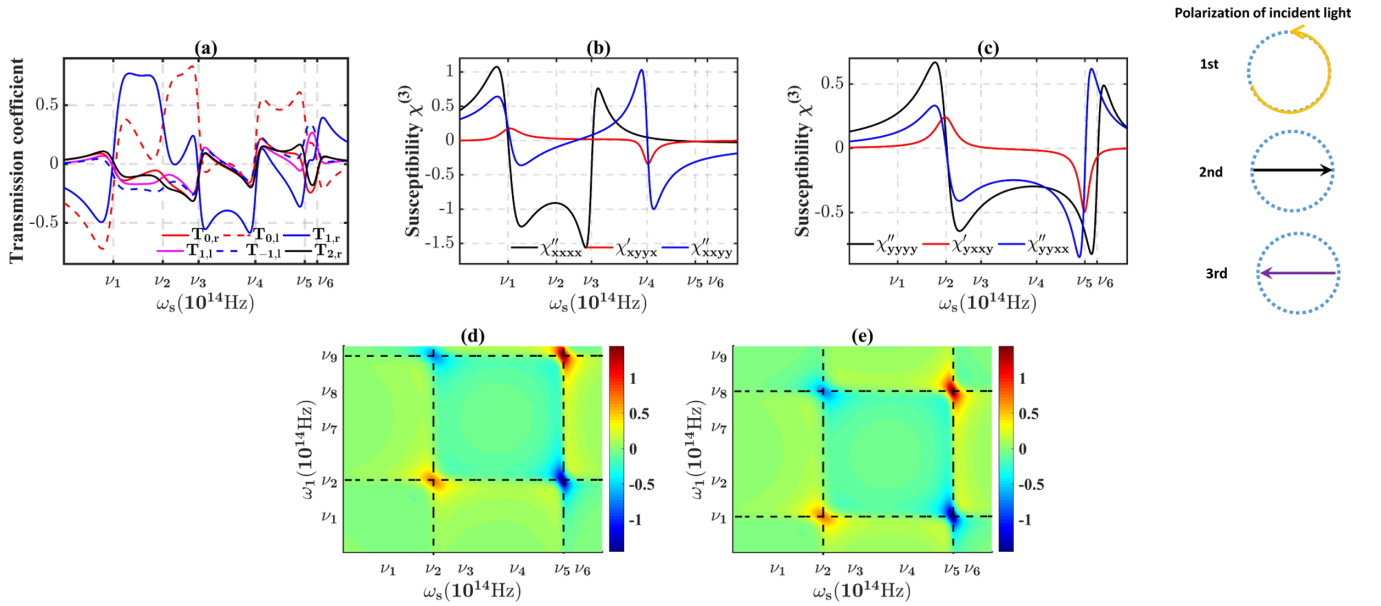 Polarization of incident light
1st
2nd
3rd
(a)
Transmission coefficient
0.5
0
-0.5
T0,r T0,l T1,r
T1,l T−1,l T2,r
ν1 ν2 ν3 ν4 ν5 ν6
ωs(10^14Hz)
(b)
Susceptibility χ^(3)
1
0.5
0
-0.5
-1
-1.5
χ″xxxx χ′xyyx χ″xxyy
ν1 ν2 ν3 ν4 ν5 ν6
ωs(10^14Hz)
(c)
Susceptibility χ^(3)
0.5
0
-0.5
χ″yyyy χ′yxxy χ″yyxx
ν1 ν2 ν3 ν4 ν5 ν6
ωs(10^14Hz)
(d)
ω1(10^14Hz)
ν9
ν8
ν7
ν2
ν1
ν1 ν2 ν3 ν4 ν5 ν6
ωs(10^14Hz)
1
0.5
0
-0.5
-1
(e)
ω1(10^14Hz)
ν9
ν8
ν7
ν2
ν1
ν1 ν2 ν3 ν4 ν5 ν6
ωs(10^14Hz)
1
0.5
0
-0.5
-1